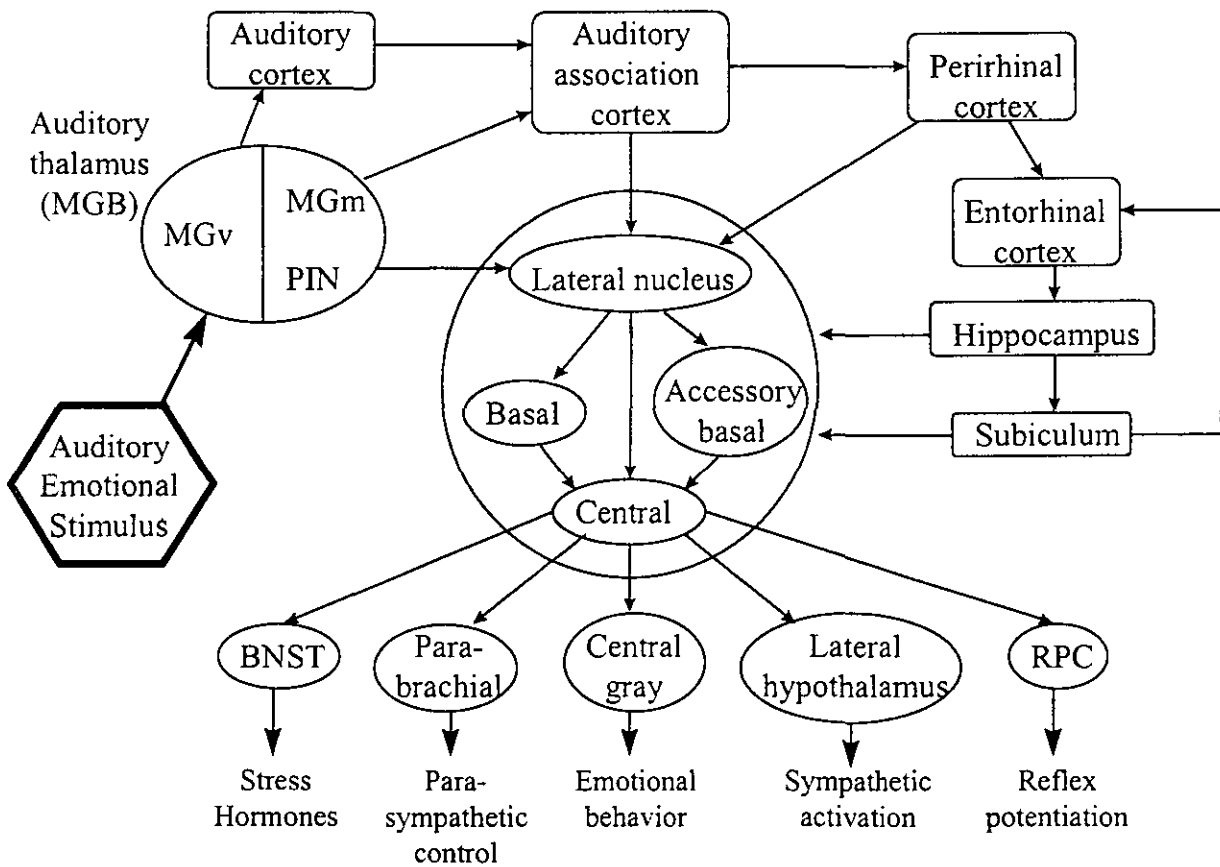 Auditory
cortex
Auditory
association
cortex
Perirhinal
cortex
Auditory
thalamus
(MGB)
MGv
MGm
PIN
Entorhinal
cortex
Lateral nucleus
Hippocampus
Basal
Accessory
basal
Subiculum
Auditory
Emotional
Stimulus
Central
BNST
Para-
brachial
Central
gray
Lateral
hypothalamus
RPC
Stress
Hormones
Para-
sympathetic
control
Emotional
behavior
Sympathetic
activation
Reflex
potentiation